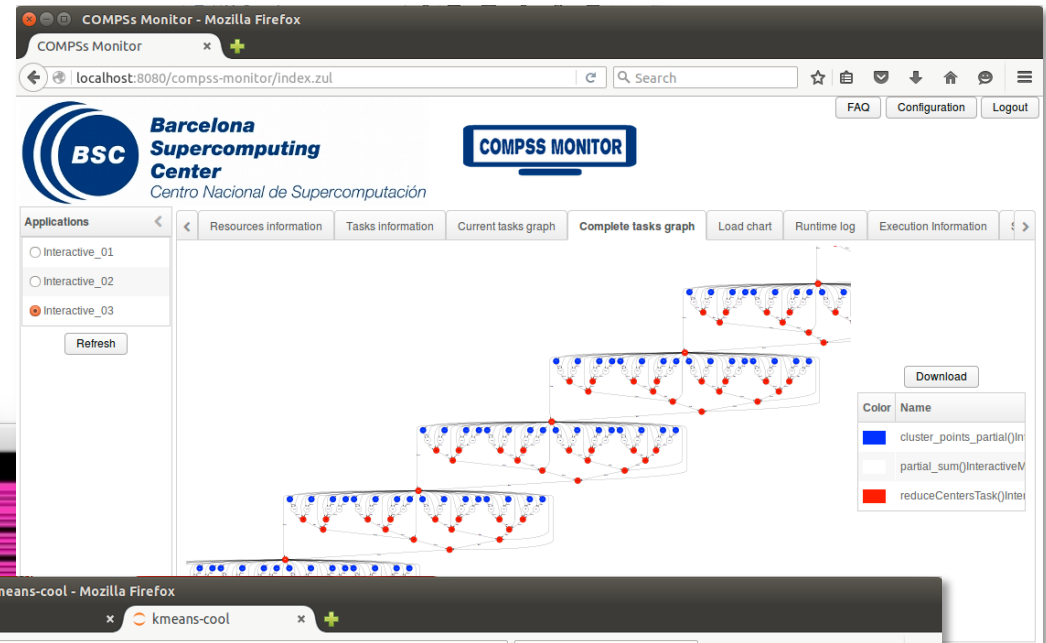 COMPSs Monitor - Mozilla Firefox
COMPSs Monitor
localhost:8080/compss-monitor/index.zul
Search
FAQ Configuration Logout
BSC
Barcelona
Supercomputing
Center
Centro Nacional de Supercomputación
COMPSS MONITOR
Applications
Resources information Tasks information Current tasks graph Complete tasks graph Load chart Runtime log Execution Information
Interactive_01
Interactive_02
Interactive_03
Refresh
Download
Color Name
cluster_points_partial()In
partial_sum()InteractiveM
reduceCentersTask()Inter
means-cool - Mozilla Firefox
kmeans-cool